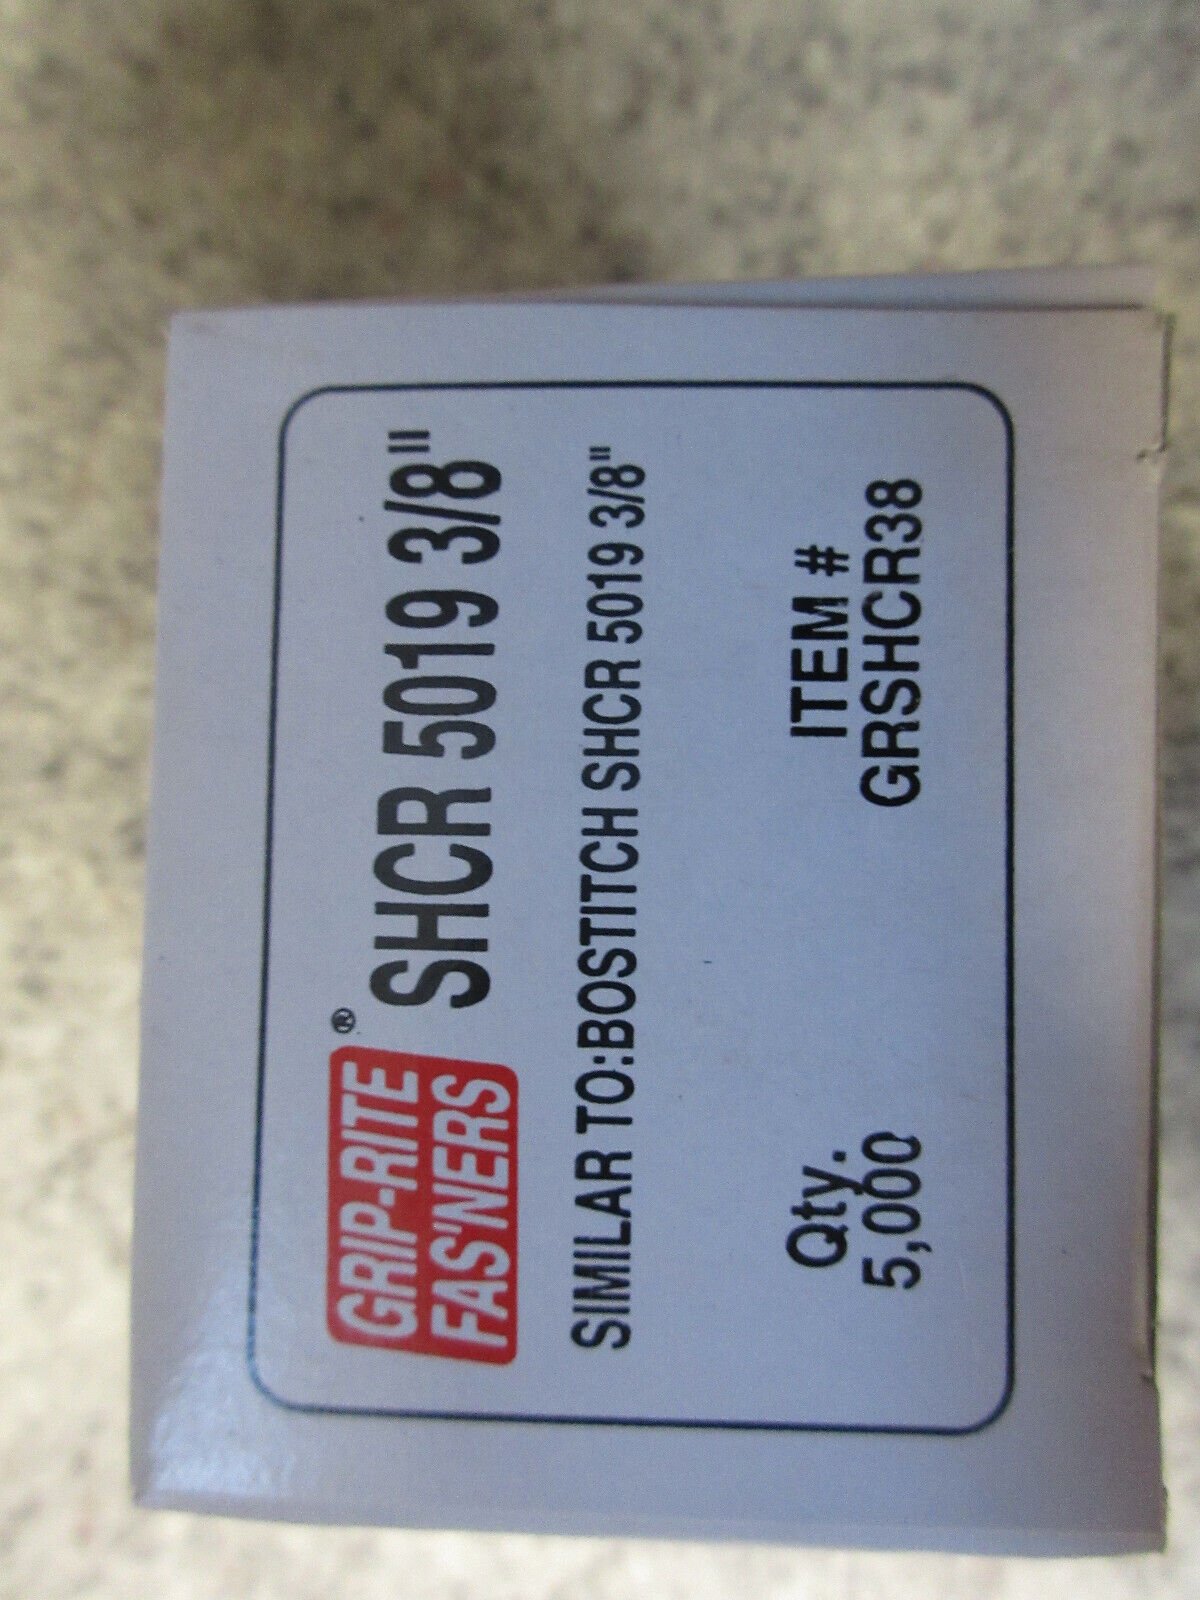 GRIP-RITE
FAS'NERS®
SHCR 5019 3/8"
SIMILAR TO:BOSTITCH SHCR 5019 3/8"
Qty.
5,000
ITEM #
GRSHCR38